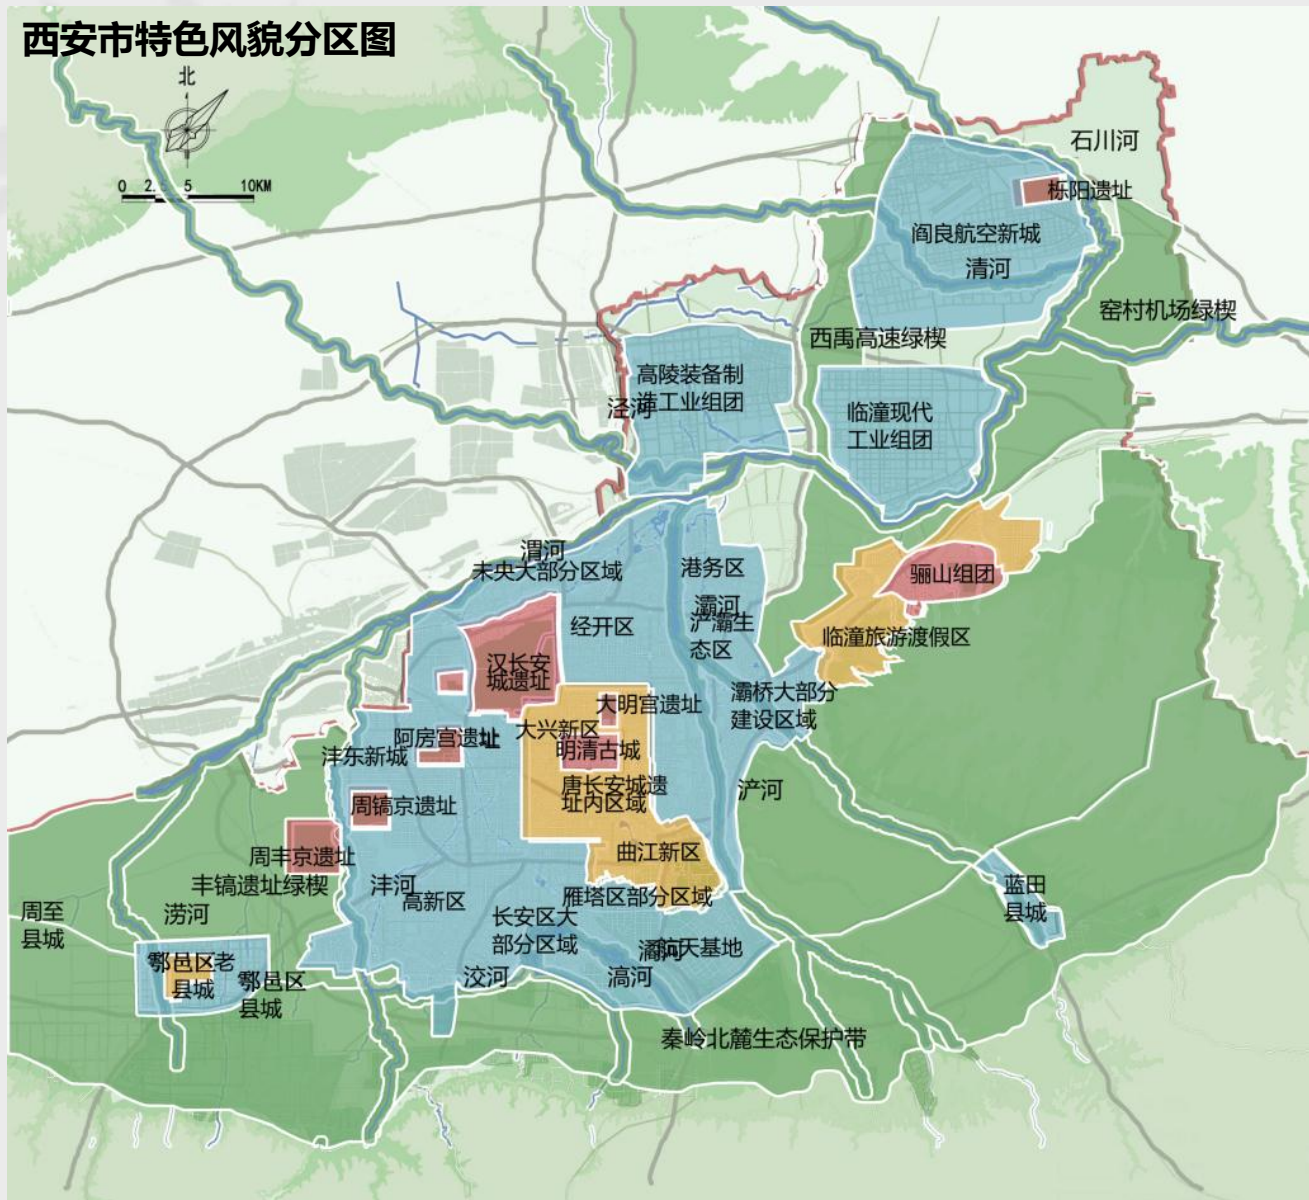 西安市特色风貌分区图
北
0 2. 5 10KM
石川河
栎阳遗址
阎良航空新城
清河
窑村机场绿楔
西禹高速绿楔
高陵装备制
造工业组团
泾河
临潼现代
工业组团
渭河
未央大部分区域
港务区
骊山组团
灞河
浐灞生
态区
经开区
临潼旅游渡假区
汉长安
城遗址
灞桥大部分
建设区域
大明宫遗址
大兴新区
阿房宫遗址
明清古城
沣东新城
唐长安城遗
址内区域
浐河
周镐京遗址
曲江新区
周丰京遗址
丰镐遗址绿楔
沣河
高新区
雁塔区部分区域
蓝田
县城
周至
县城
涝河
长安区大
部分区域
潏河
航天基地
鄠邑区老
县城
鄠邑区
县城
洨河
滈河
秦岭北麓生态保护带